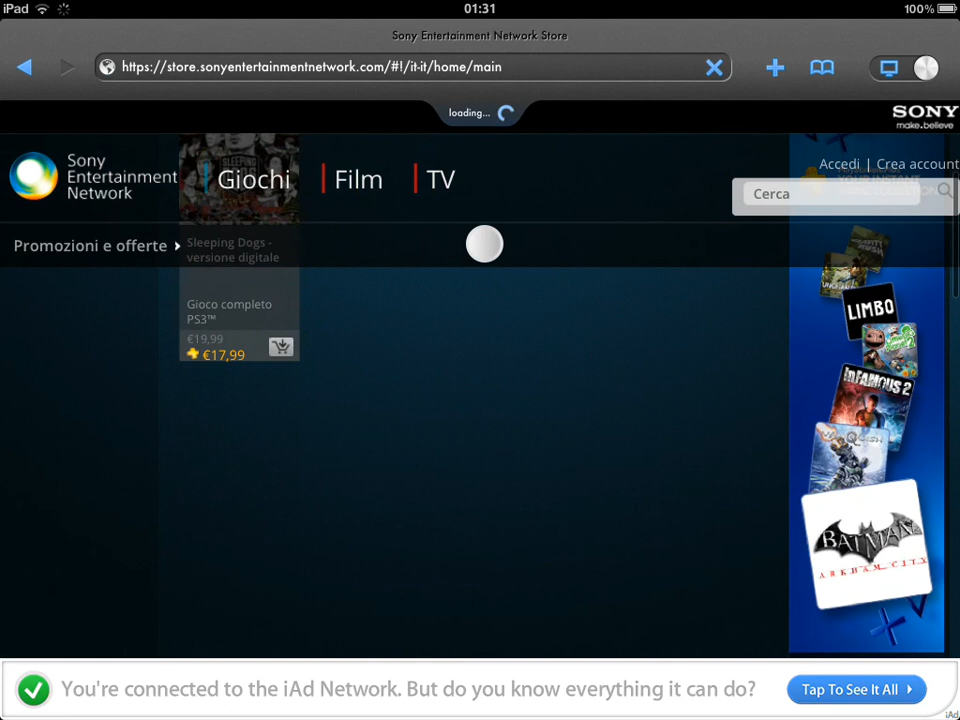 iPad
01:31
100%
Sony Entertainment Network Store
https://store.sonyentertainmentnetwork.com/#!/it-it/home/main
loading...
SONY
make.believe
Sony
Entertainment
Network
Giochi
Film
TV
Accedi | Crea account
YOUR INSTANT
Cerca
Promozioni e offerte
SLEEPING
Sleeping Dogs -
versione digitale
Gioco completo
PS3™
€19,99
€17,99
LIMBO
inFAMOUS 2
BATMAN
ARKHAM CITY
You're connected to the iAd Network. But do you know everything it can do?
Tap To See It All
iAd